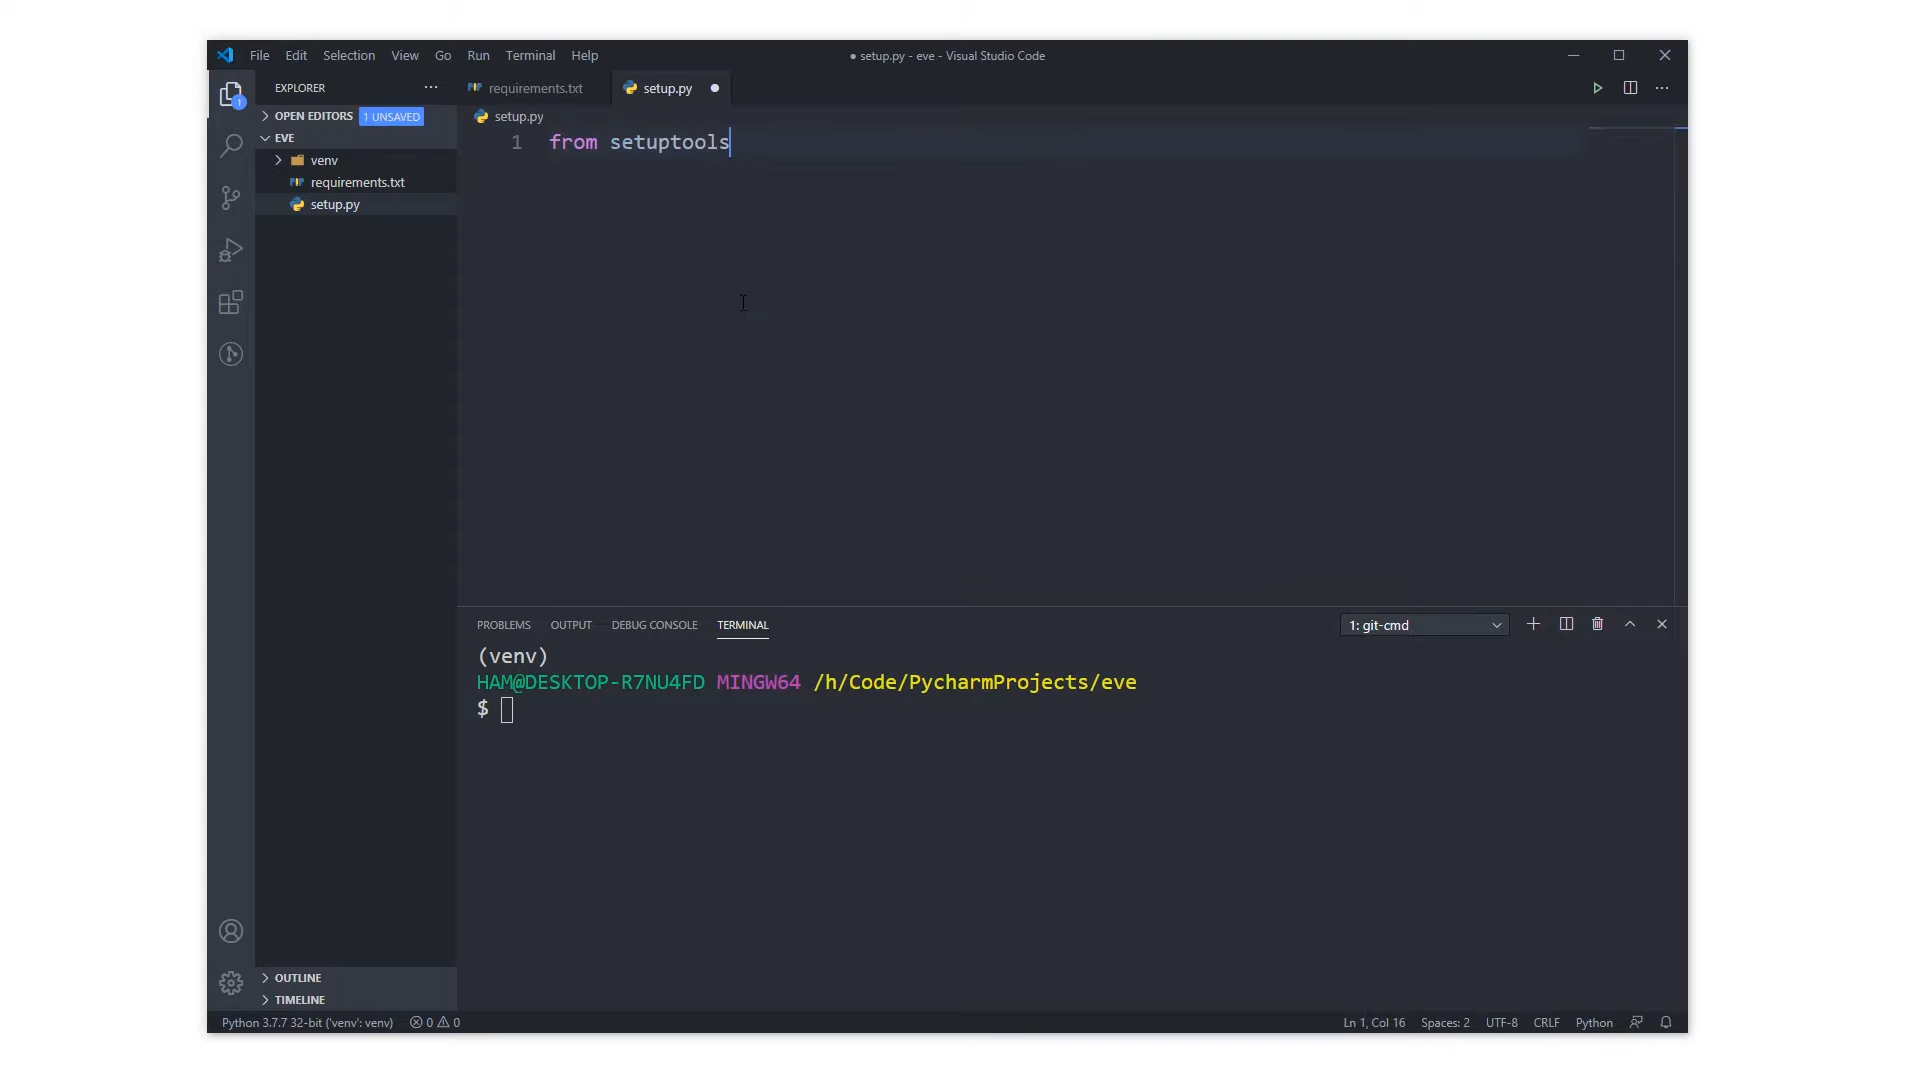 File Edit Selection View Go Run Terminal Help
● setup.py - eve - Visual Studio Code
EXPLORER
requirements.txt
setup.py
1
OPEN EDITORS 1 UNSAVED
setup.py
EVE
1 from setuptools
venv
requirements.txt
setup.py
PROBLEMS OUTPUT DEBUG CONSOLE TERMINAL
1: git-cmd
(venv)
HAM@DESKTOP-R7NU4FD MINGW64 /h/Code/PycharmProjects/eve
$
OUTLINE
TIMELINE
Python 3.7.7 32-bit ('venv': venv) 0 0
Ln 1, Col 16 Spaces: 2 UTF-8 CRLF Python